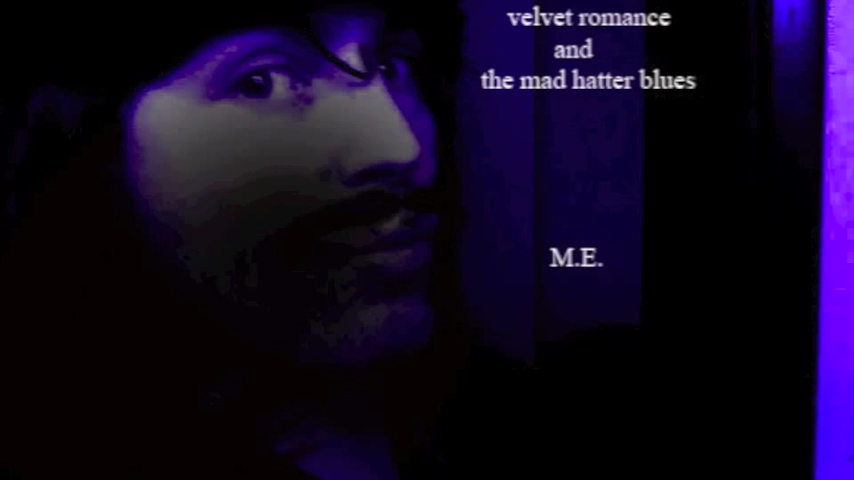 velvet romance
and
the mad hatter blues
M.E.